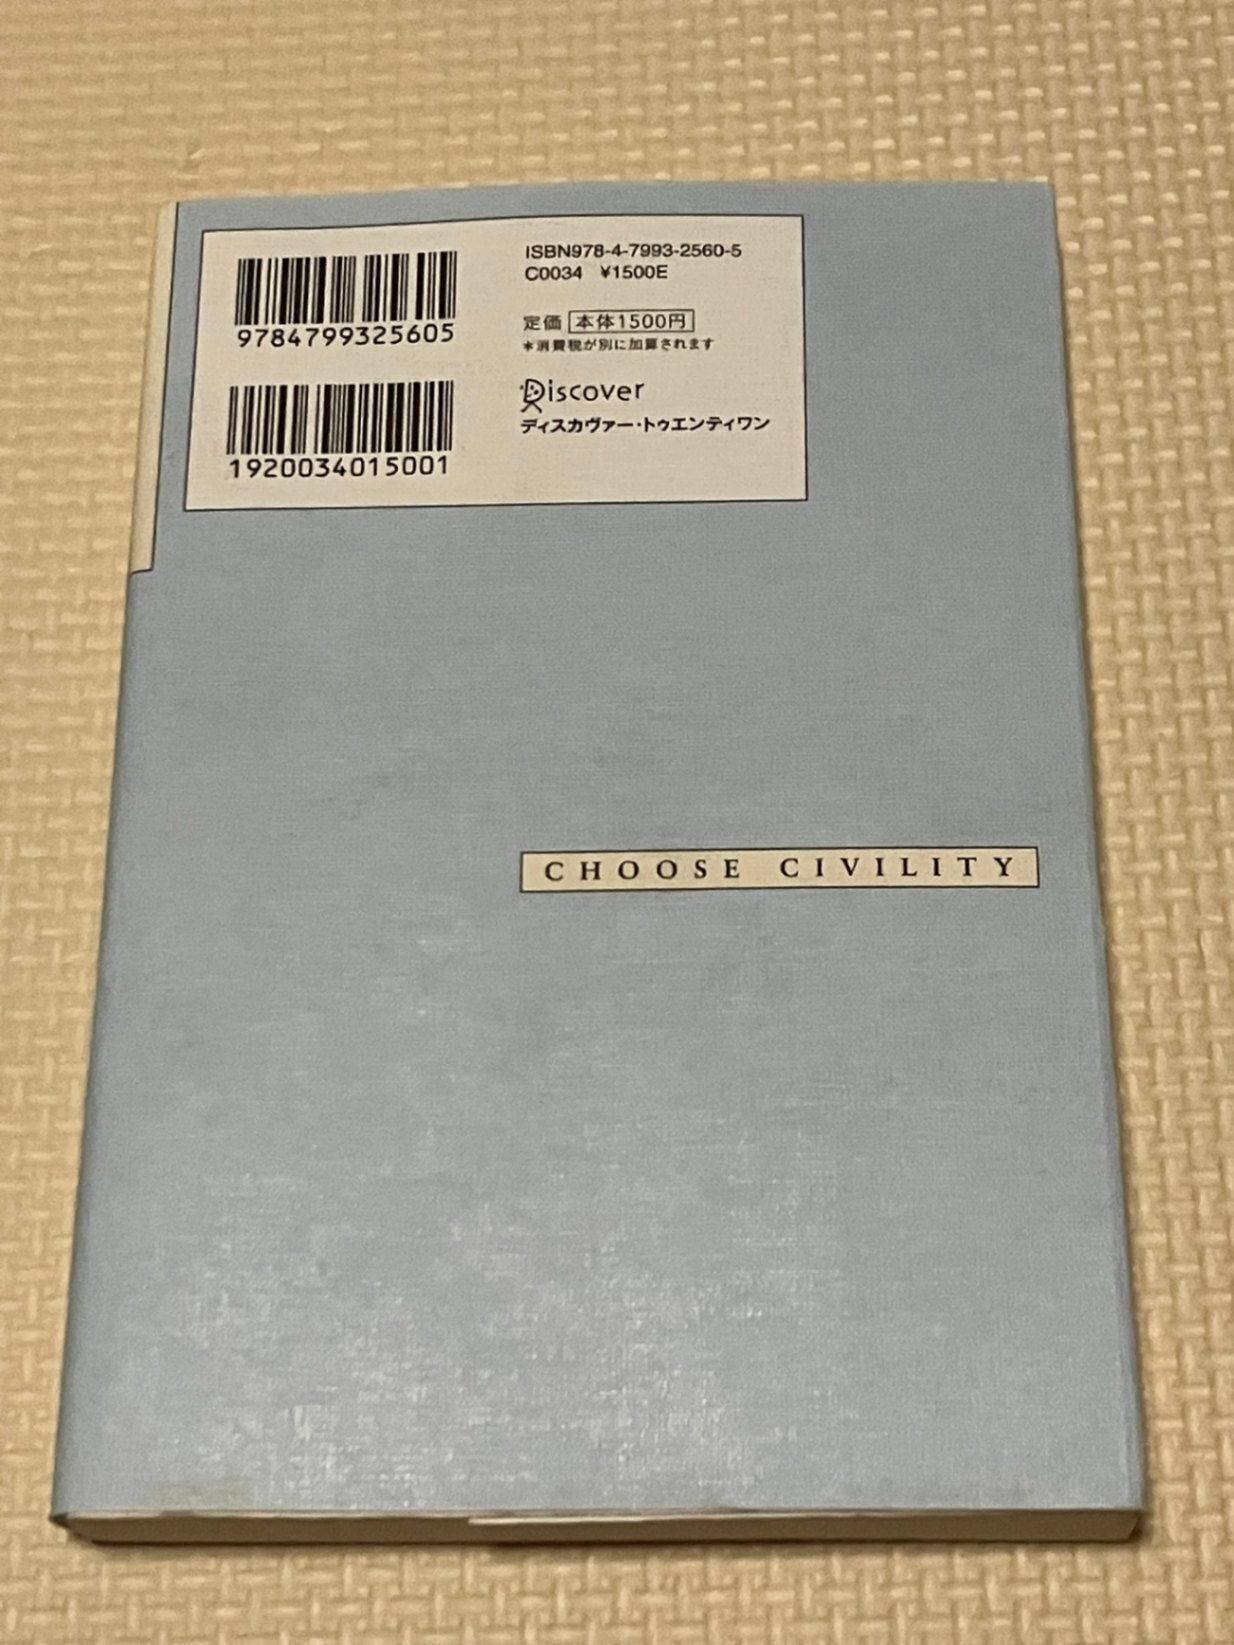 9784799325605
1920034015001
ISBN978-4-7993-2560-5
C0034 ¥1500E
定価 本体1500円
*消費税が別に加算されます
Discover
ディスカヴァー・トゥエンティワン
CHOOSE CIVILITY